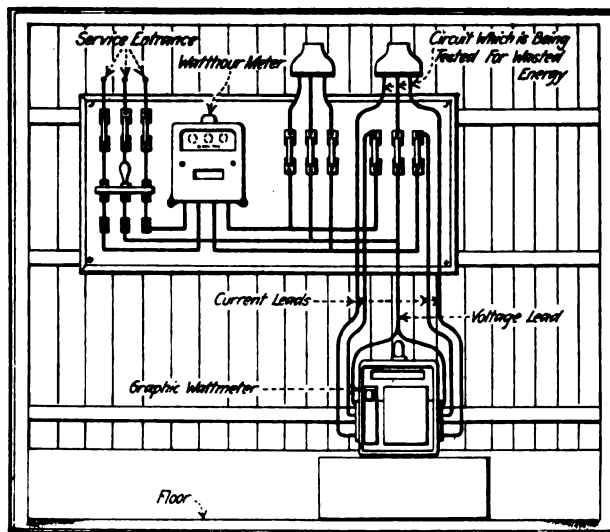 Service Entrance
Watthour Meter
Circuit Which is Being
Tested For Wasted
Energy
Current Leads
Voltage Lead
Graphic Wattmeter
Floor